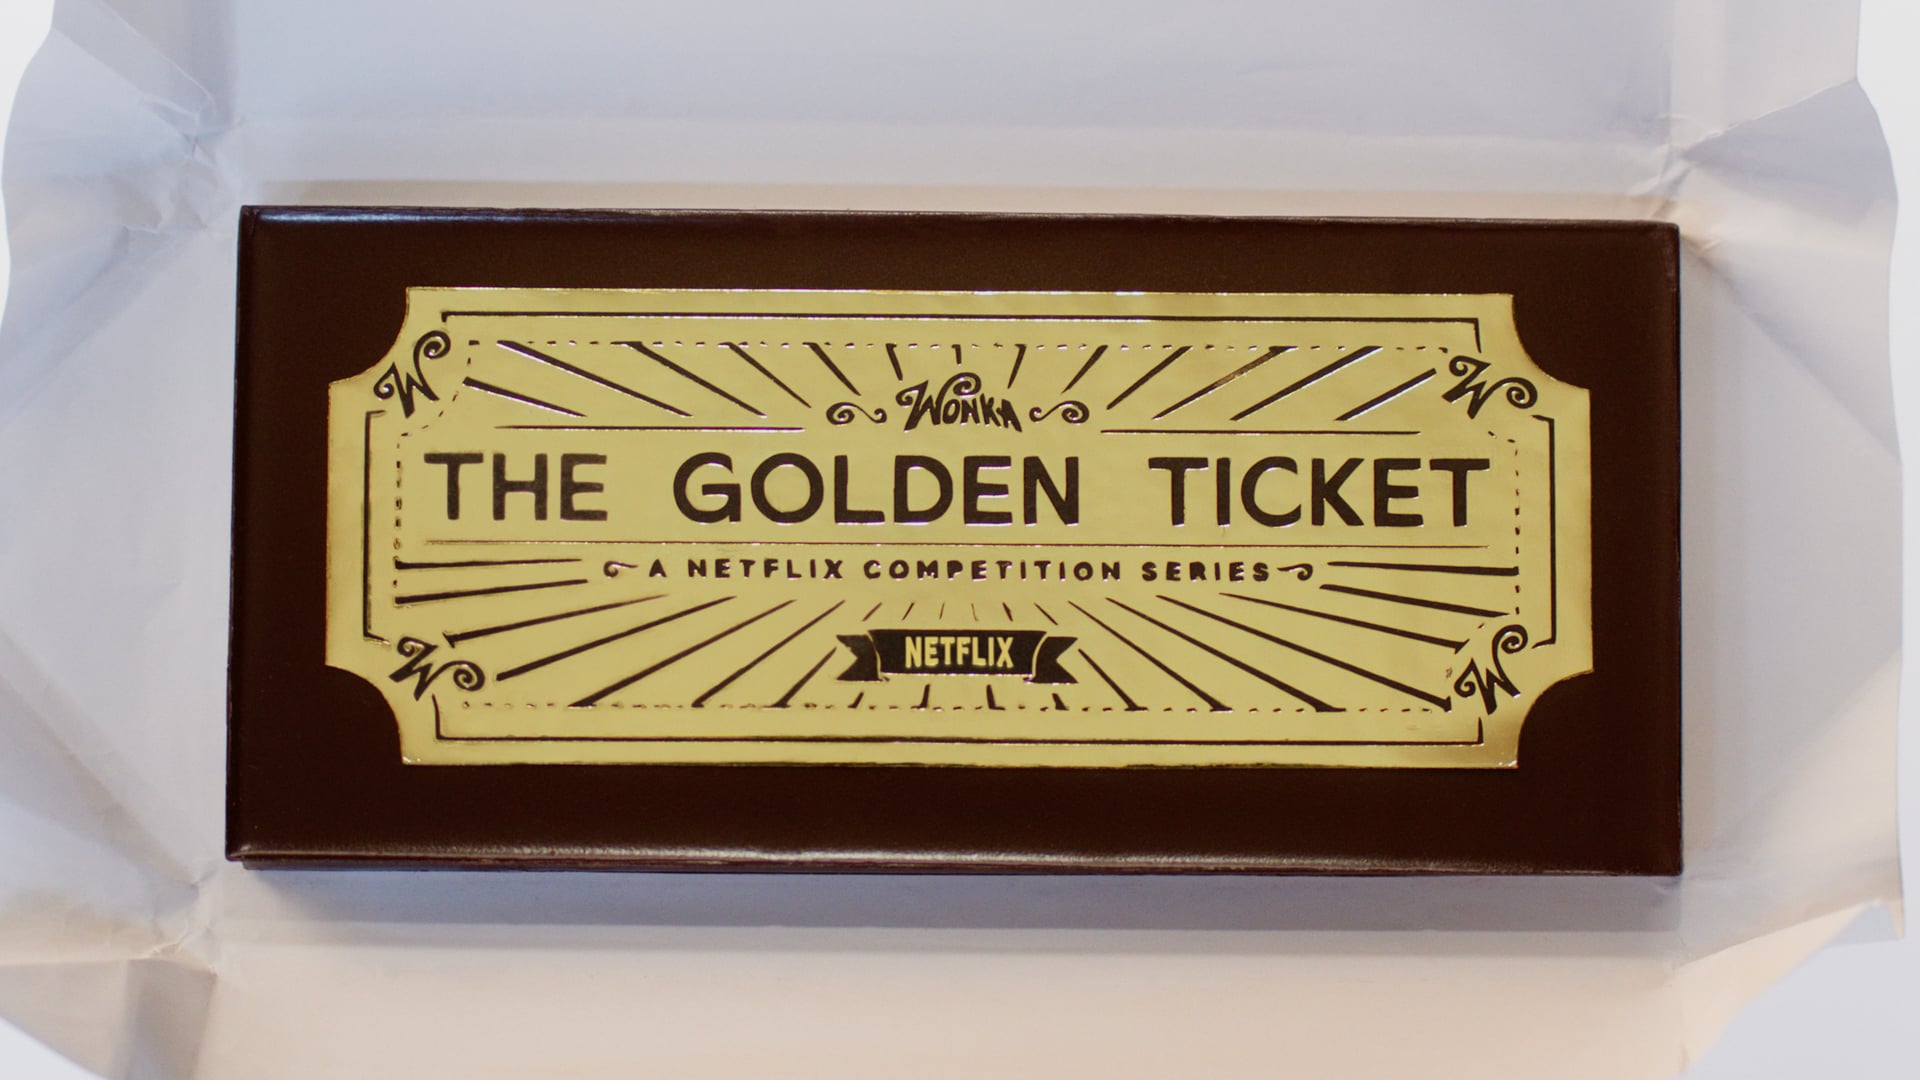 W W
WONKA
THE GOLDEN TICKET
A NETFLIX COMPETITION SERIES
NETFLIX
W W